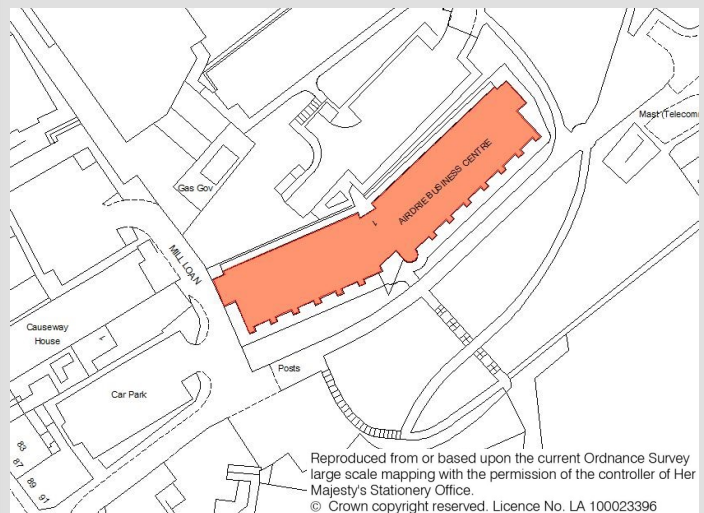 Mast (Telecom
AIRDRIE BUSINESS CENTRE
1
Gas Gov
MILL LOAN
Causeway
House
1
Posts
Car Park
83
87
89
91
Reproduced from or based upon the current Ordnance Survey
large scale mapping with the permission of the controller of Her
Majesty's Stationery Office.
© Crown copyright reserved. Licence No. LA 100023396